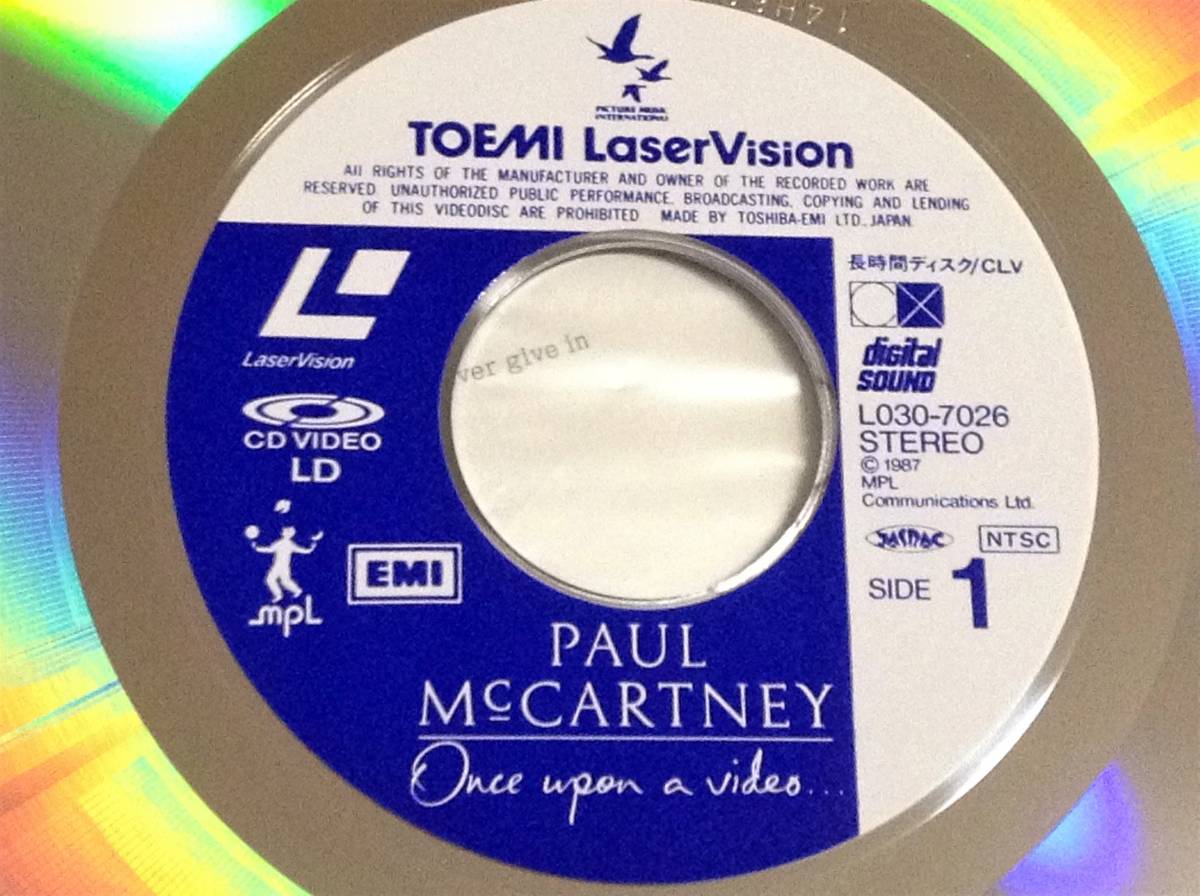 PICTURE MUSIC
INTERNATIONAL
TOEMI LaserVision
All RIGHTS OF THE MANUFACTURER AND OWNER OF THE RECORDED WORK ARE
RESERVED. UNAUTHORIZED PUBLIC PERFORMANCE, BROADCASTING, COPYING AND LENDING
OF THIS VIDEODISC ARE PROHIBITED MADE BY TOSHIBA-EMI LTD., JAPAN.
LaserVision
CD VIDEO
LD
mpL
EMI
ver give in
長時間ディスク/CLV
digital
SOUND
L030-7026
STEREO
© 1987
MPL
Communications Ltd.
JASRAC
NTSC
SIDE 1
PAUL
McCARTNEY
Once upon a video...